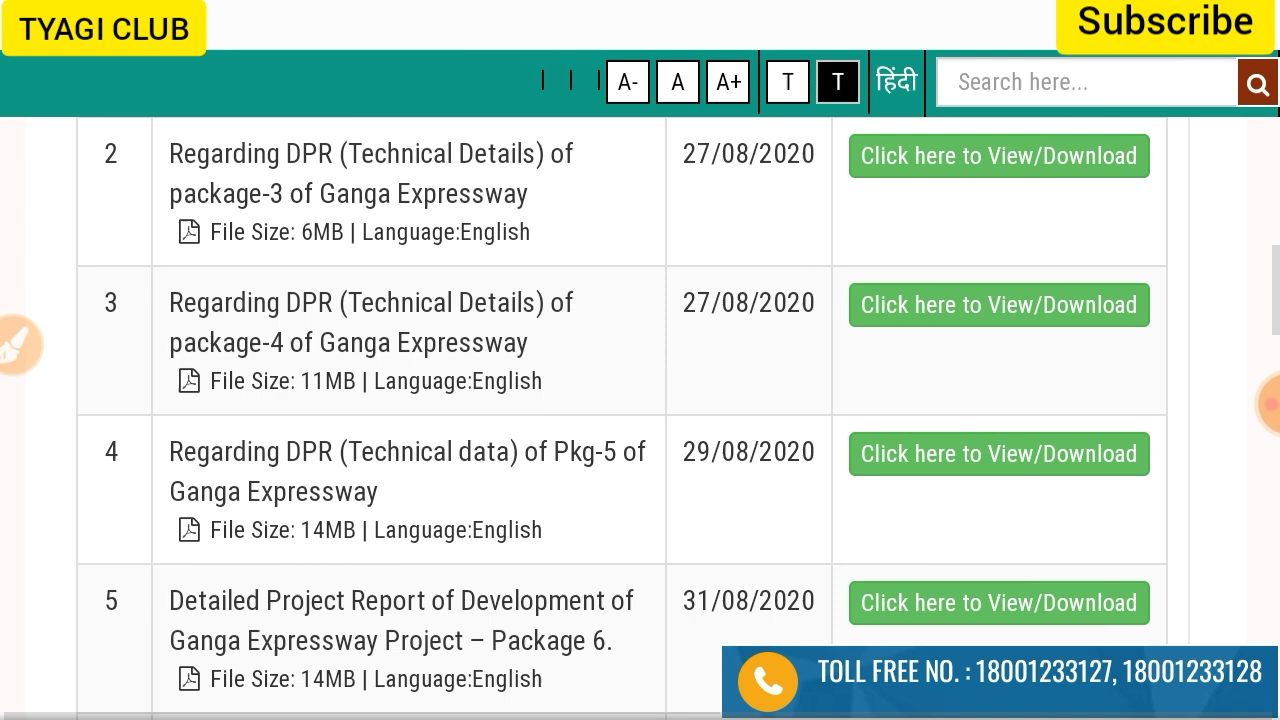 TYAGI CLUB
Subscribe
A- A A+ T T हिंदी Search here...
2 Regarding DPR (Technical Details) of 27/08/2020 Click here to View/Download
package-3 of Ganga Expressway
File Size: 6MB | Language:English
3 Regarding DPR (Technical Details) of 27/08/2020 Click here to View/Download
package-4 of Ganga Expressway
File Size: 11MB | Language:English
4 Regarding DPR (Technical data) of Pkg-5 of 29/08/2020 Click here to View/Download
Ganga Expressway
File Size: 14MB | Language:English
5 Detailed Project Report of Development of 31/08/2020 Click here to View/Download
Ganga Expressway Project – Package 6.
File Size: 14MB | Language:English
TOLL FREE NO. : 18001233127, 18001233128